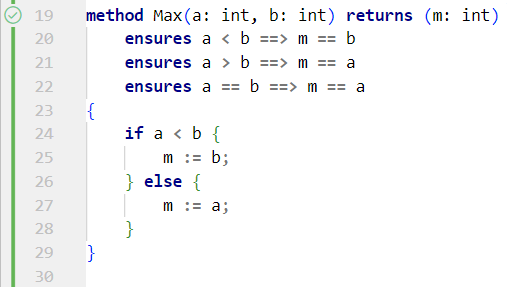 19 method Max(a: int, b: int) returns (m: int)
20     ensures a < b ==> m == b
21     ensures a > b ==> m == a
22     ensures a == b ==> m == a
23 {
24     if a < b {
25         m := b;
26     } else {
27         m := a;
28     }
29 }
30